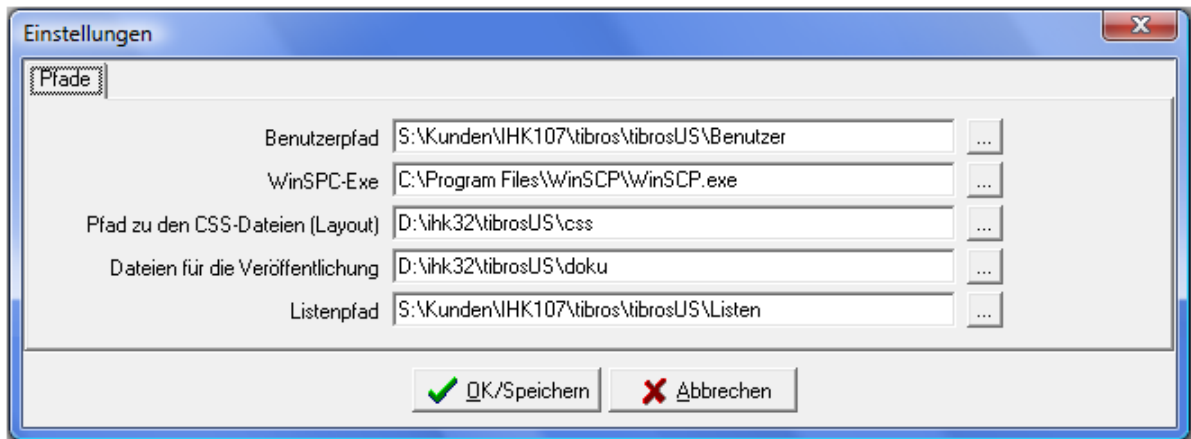 Einstellungen
Pfade
Benutzerpfad S:\Kunden\IHK107\tibros\tibrosUS\Benutzer ...
WinSPC-Exe C:\Program Files\WinSCP\WinSCP.exe ...
Pfad zu den CSS-Dateien (Layout) D:\ihk32\tibrosUS\css ...
Dateien für die Veröffentlichung D:\ihk32\tibrosUS\doku ...
Listenpfad S:\Kunden\IHK107\tibros\tibrosUS\Listen ...
OK/Speichern Abbrechen